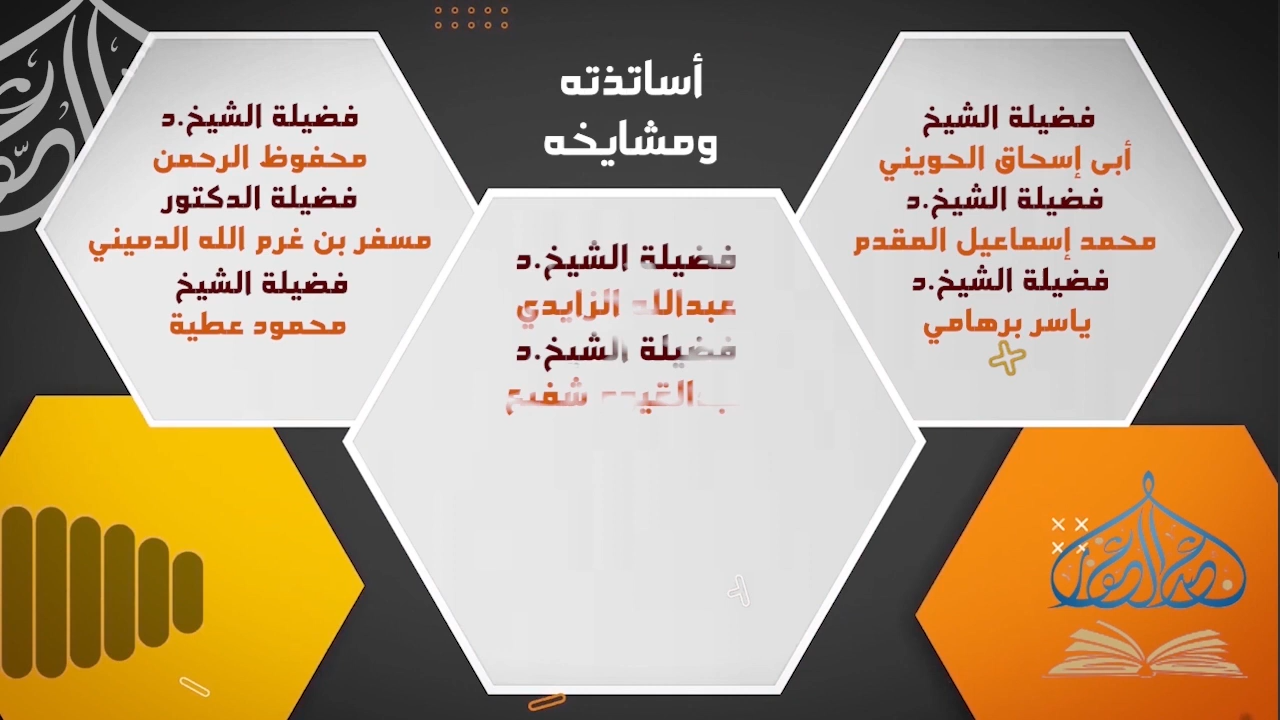 أساتذته
ومشايخه
فضيلة الشيخ
أبى إسحاق الحويني
فضيلة الشيخ.د
محمد إسماعيل المقدم
فضيلة الشيخ.د
ياسر برهامي
فضيلة الشيخ.د
عبدالله الزايدي
فضيلة الشيخ.د
شفيع
فضيلة الشيخ.د
محفوظ الرحمن
فضيلة الدكتور
مسفر بن غرم الله الدميني
فضيلة الشيخ
محمود عطية